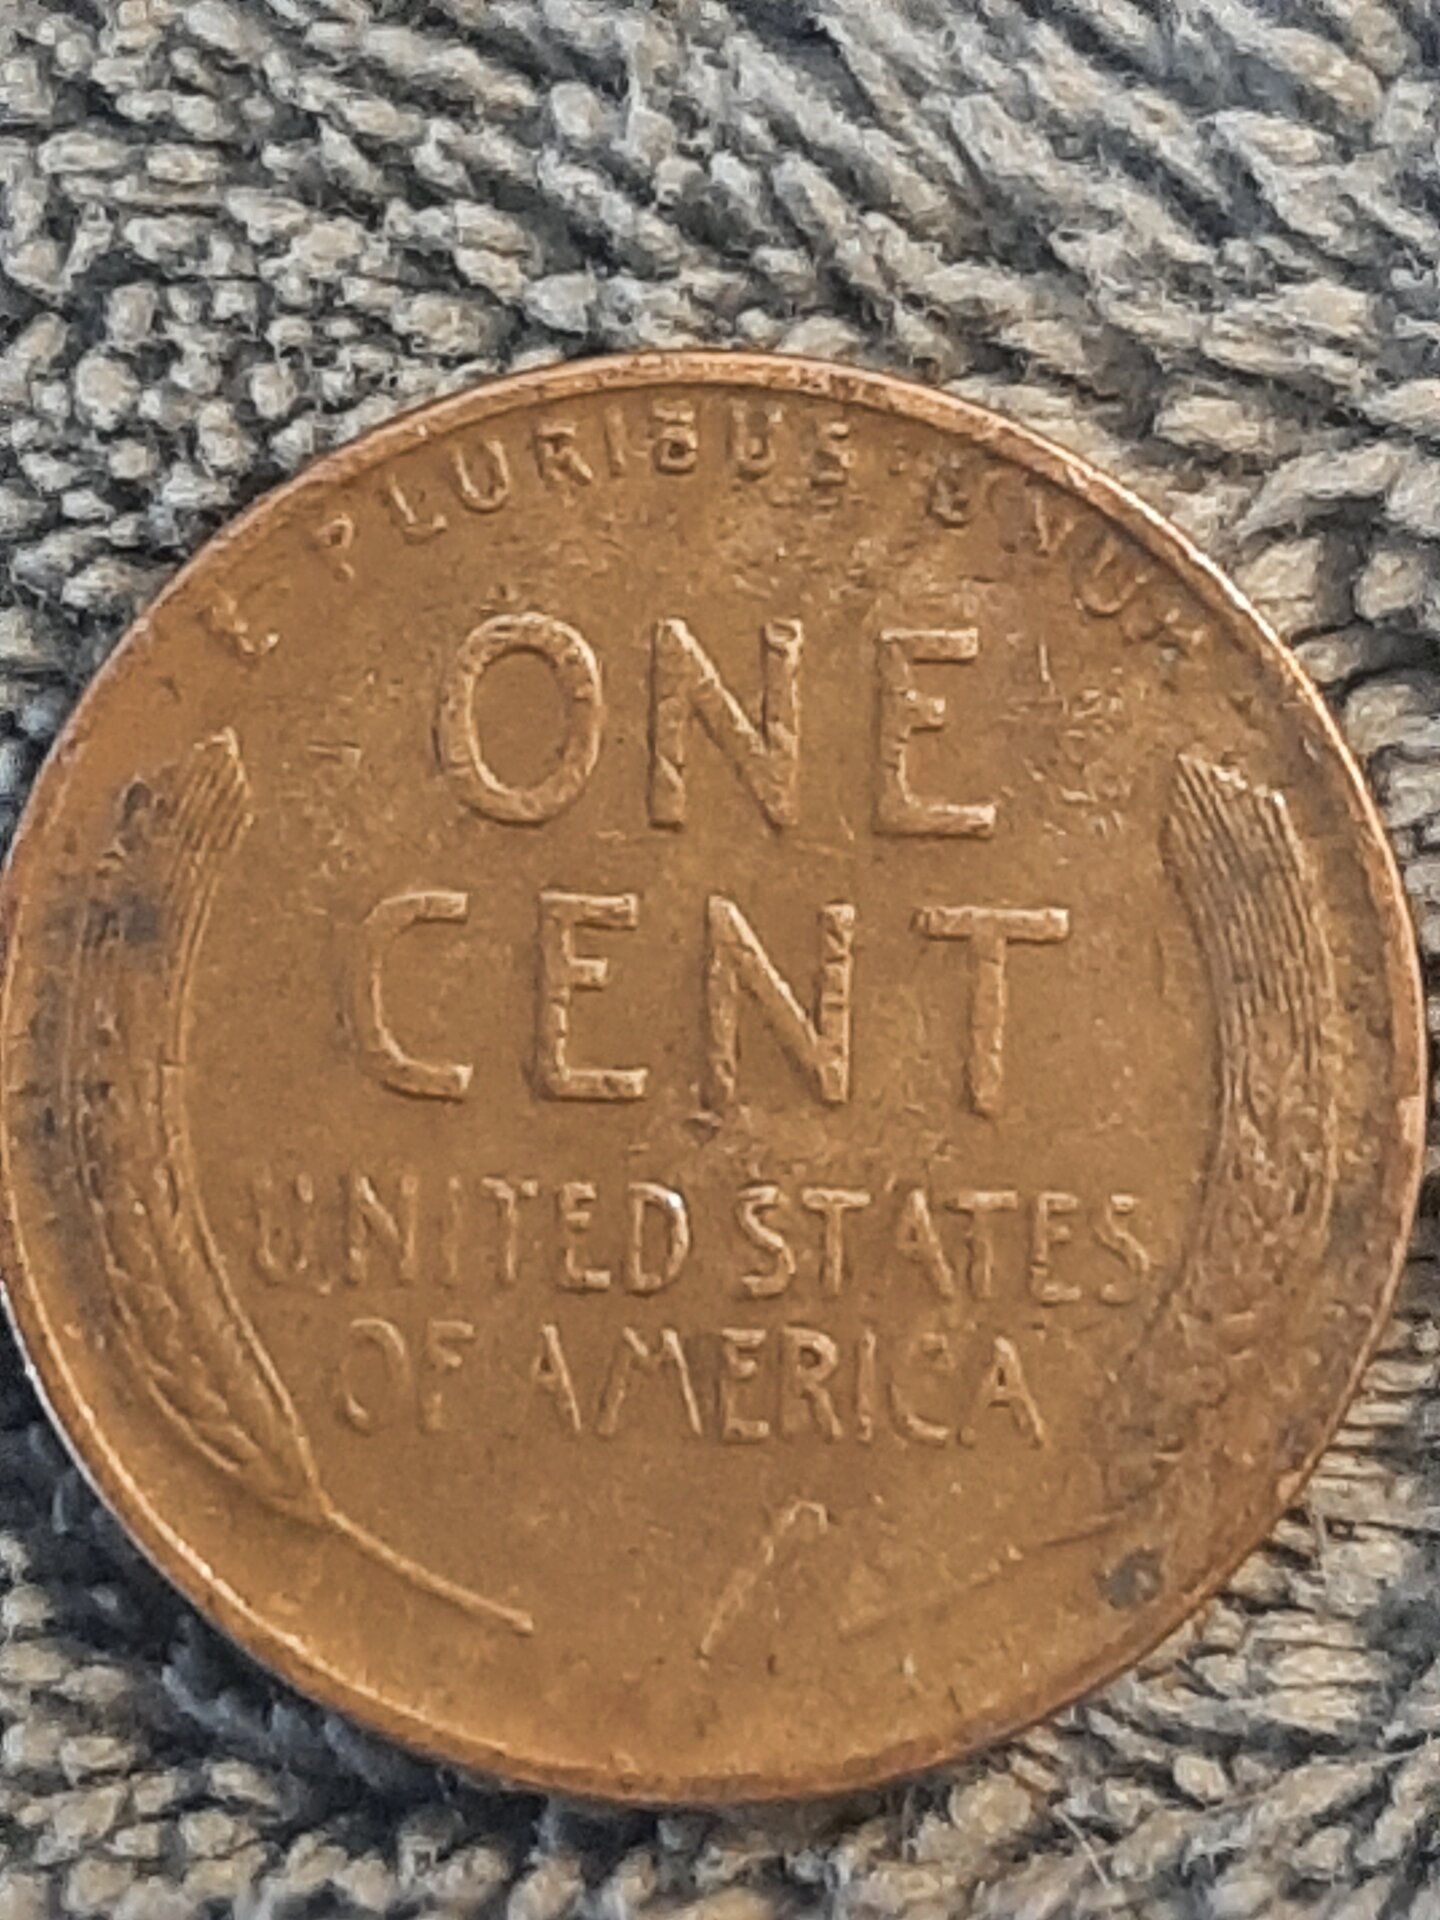 E PLURIBUS · UNUM
ONE
CENT
UNITED STATES
OF AMERICA